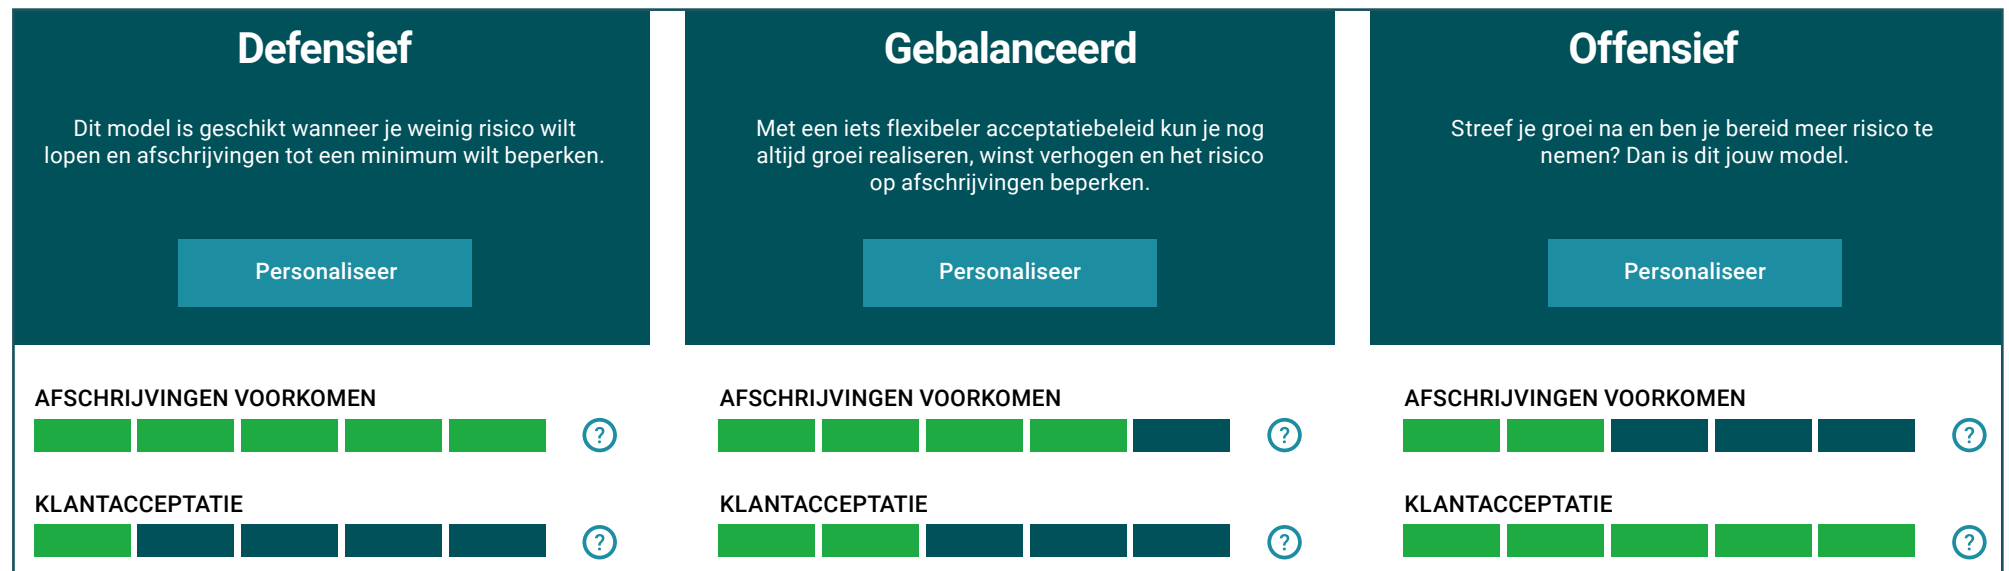 Defensief
Dit model is geschikt wanneer je weinig risico wilt
lopen en afschrijvingen tot een minimum wilt beperken.
Personaliseer
AFSCHRIJVINGEN VOORKOMEN
?
KLANTACCEPTATIE
?
Gebalanceerd
Met een iets flexibeler acceptatiebeleid kun je nog
altijd groei realiseren, winst verhogen en het risico
op afschrijvingen beperken.
Personaliseer
AFSCHRIJVINGEN VOORKOMEN
?
KLANTACCEPTATIE
?
Offensief
Streef je groei na en ben je bereid meer risico te
nemen? Dan is dit jouw model.
Personaliseer
AFSCHRIJVINGEN VOORKOMEN
?
KLANTACCEPTATIE
?